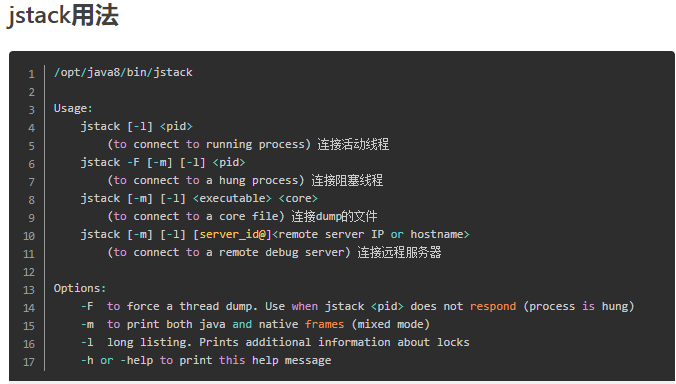 jstack用法
1 /opt/java8/bin/jstack
2
3 Usage:
4 jstack [-l] <pid>
5 (to connect to running process) 连接活动线程
6 jstack -F [-m] [-l] <pid>
7 (to connect to a hung process) 连接阻塞线程
8 jstack [-m] [-l] <executable> <core>
9 (to connect to a core file) 连接dump的文件
10 jstack [-m] [-l] [server_id@]<remote server IP or hostname>
11 (to connect to a remote debug server) 连接远程服务器
12
13 Options:
14 -F to force a thread dump. Use when jstack <pid> does not respond (process is hung)
15 -m to print both java and native frames (mixed mode)
16 -l long listing. Prints additional information about locks
17 -h or -help to print this help message